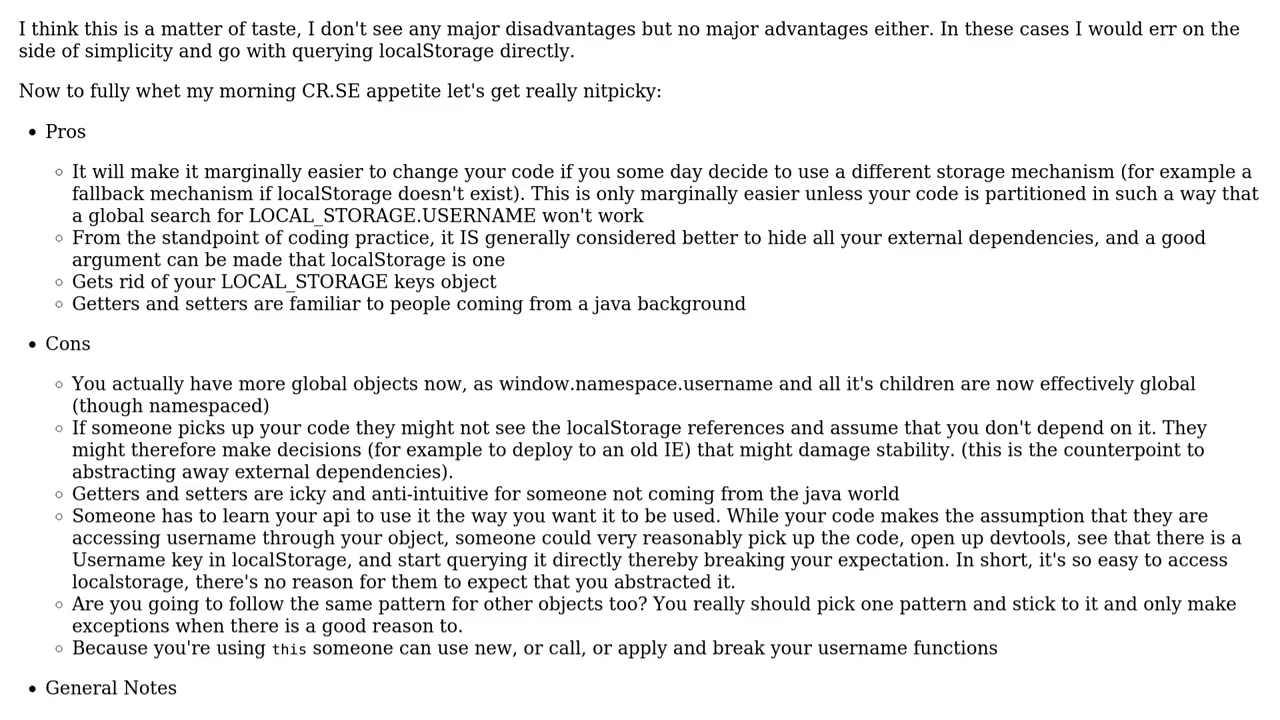 I think this is a matter of taste, I don't see any major disadvantages but no major advantages either. In these cases I would err on the
side of simplicity and go with querying localStorage directly.
Now to fully whet my morning CR.SE appetite let's get really nitpicky:
• Pros
◦ It will make it marginally easier to change your code if you some day decide to use a different storage mechanism (for example a
fallback mechanism if localStorage doesn't exist). This is only marginally easier unless your code is partitioned in such a way that
a global search for LOCAL_STORAGE.USERNAME won't work
◦ From the standpoint of coding practice, it IS generally considered better to hide all your external dependencies, and a good
argument can be made that localStorage is one
◦ Gets rid of your LOCAL_STORAGE keys object
◦ Getters and setters are familiar to people coming from a java background
• Cons
◦ You actually have more global objects now, as window.namespace.username and all it's children are now effectively global
(though namespaced)
◦ If someone picks up your code they might not see the localStorage references and assume that you don't depend on it. They
might therefore make decisions (for example to deploy to an old IE) that might damage stability. (this is the counterpoint to
abstracting away external dependencies).
◦ Getters and setters are icky and anti-intuitive for someone not coming from the java world
◦ Someone has to learn your api to use it the way you want it to be used. While your code makes the assumption that they are
accessing username through your object, someone could very reasonably pick up the code, open up devtools, see that there is a
Username key in localStorage, and start querying it directly thereby breaking your expectation. In short, it's so easy to access
localstorage, there's no reason for them to expect that you abstracted it.
◦ Are you going to follow the same pattern for other objects too? You really should pick one pattern and stick to it and only make
exceptions when there is a good reason to.
◦ Because you're using this someone can use new, or call, or apply and break your username functions
• General Notes